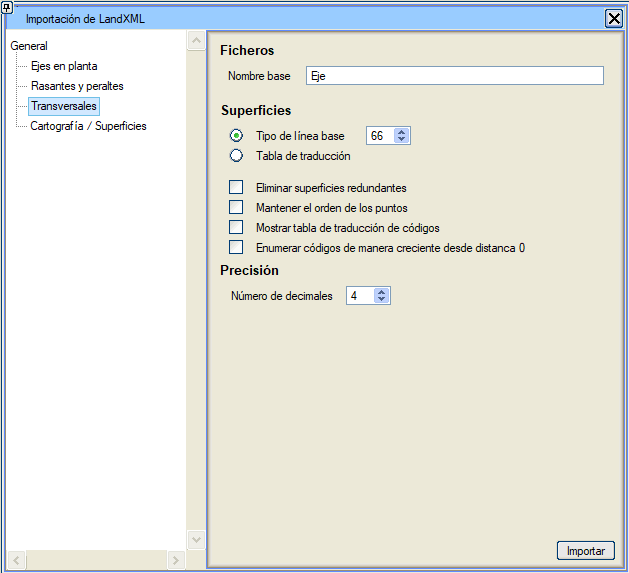 Importación de LandXML
General
Ejes en planta
Rasantes y peraltes
Transversales
Cartografía / Superficies
Ficheros
Nombre base Eje
Superficies
Tipo de línea base 66
Tabla de traducción
Eliminar superficies redundantes
Mantener el orden de los puntos
Mostrar tabla de traducción de códigos
Enumerar códigos de manera creciente desde distanca 0
Precisión
Número de decimales 4
Importar